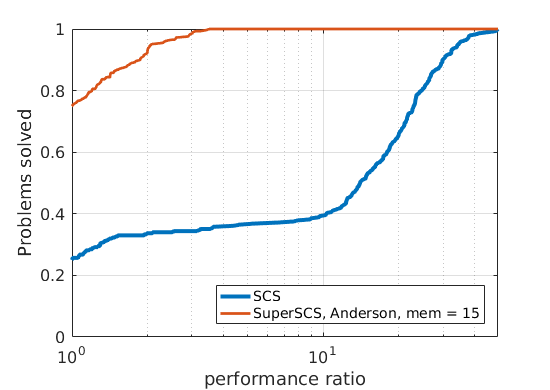 1
0.8
0.6
0.4
0.2
0
Problems solved
SCS
SuperSCS, Anderson, mem = 15
10^0
10^1
performance ratio